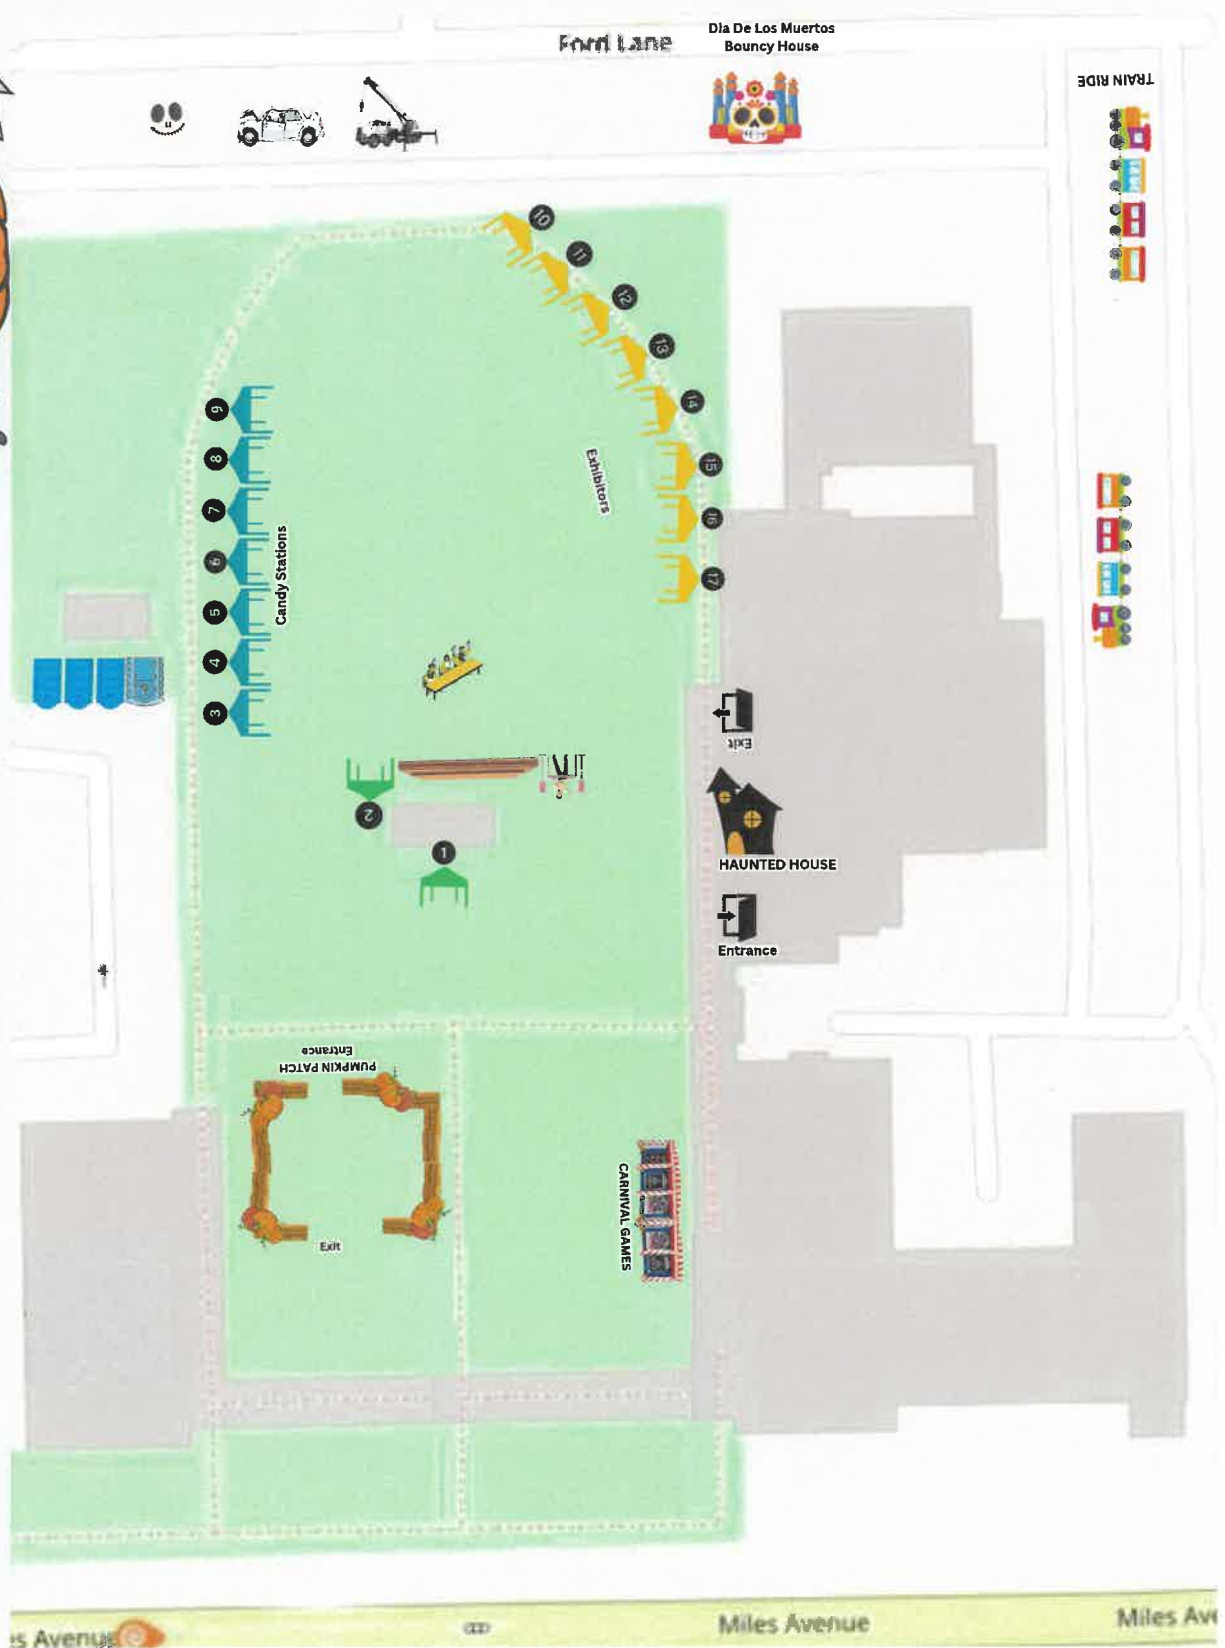 Ford Lane
Dia De Los Muertos
Bouncy House
TRAIN RIDE
10
11
12
13
14
15
16
17
Exhibitors
9
8
7
6
5
4
3
Candy Stations
2
1
Exit
HAUNTED HOUSE
Entrance
PUMPKIN PATCH
Entrance
Exit
CARNIVAL GAMES
es Avenue
Miles Avenue
Miles Ave